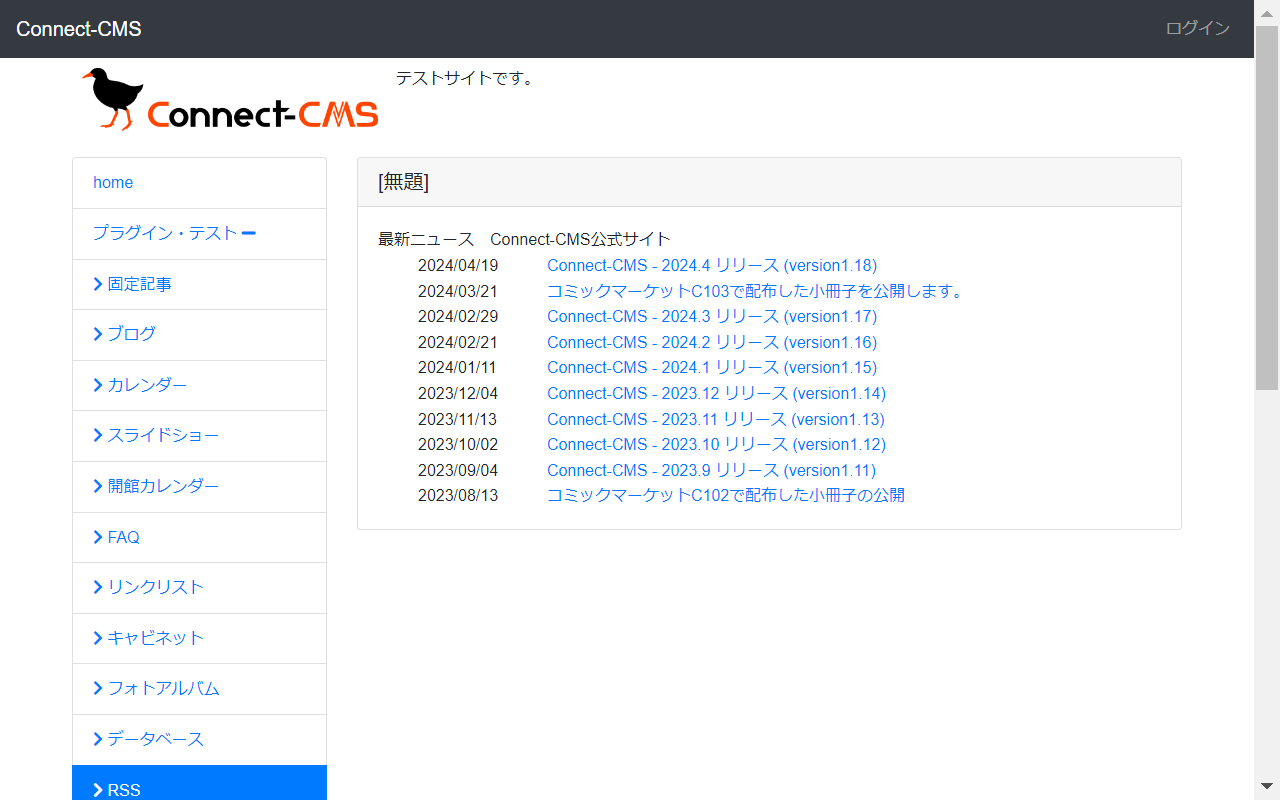 Connect-CMS
ログイン
Connect-CMS
テストサイトです。
home
プラグイン・テスト
固定記事
ブログ
カレンダー
スライドショー
開館カレンダー
FAQ
リンクリスト
キャビネット
フォトアルバム
データベース
RSS
[無題]
最新ニュース　Connect-CMS公式サイト
2024/04/19 Connect-CMS - 2024.4 リリース (version1.18)
2024/03/21 コミックマーケットC103で配布した小冊子を公開します。
2024/02/29 Connect-CMS - 2024.3 リリース (version1.17)
2024/02/21 Connect-CMS - 2024.2 リリース (version1.16)
2024/01/11 Connect-CMS - 2024.1 リリース (version1.15)
2023/12/04 Connect-CMS - 2023.12 リリース (version1.14)
2023/11/13 Connect-CMS - 2023.11 リリース (version1.13)
2023/10/02 Connect-CMS - 2023.10 リリース (version1.12)
2023/09/04 Connect-CMS - 2023.9 リリース (version1.11)
2023/08/13 コミックマーケットC102で配布した小冊子の公開